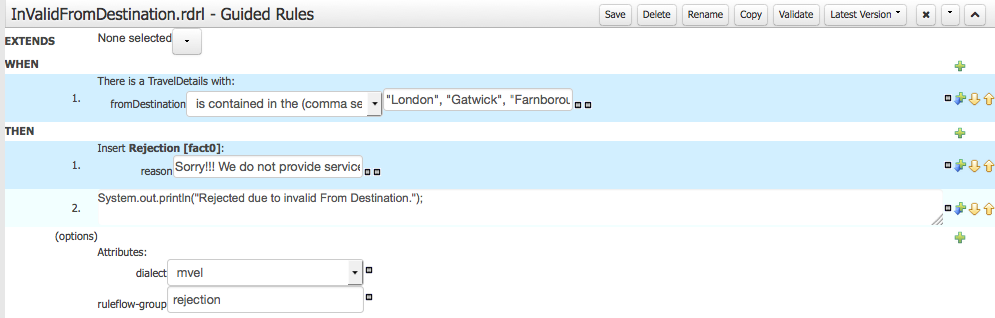 InValidFromDestination.rdrl - Guided Rules Save Delete Rename Copy Validate Latest Version
EXTENDS None selected
WHEN
There is a TravelDetails with:
1. fromDestination is contained in the (comma se "London", "Gatwick", "Farnborou
THEN
Insert Rejection [fact0]:
1. reason Sorry!!! We do not provide service
2. System.out.println("Rejected due to invalid From Destination.");
(options)
Attributes:
dialect mvel
ruleflow-group rejection